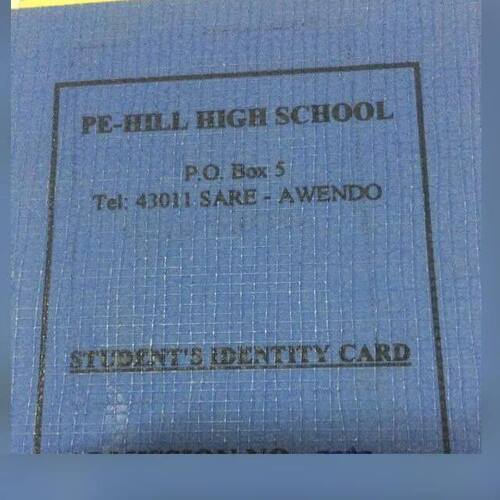 PE-HILL HIGH SCHOOL
P.O. Box 5
Tel: 43011 SARE - AWENDO
STUDENT'S IDENTITY CARD